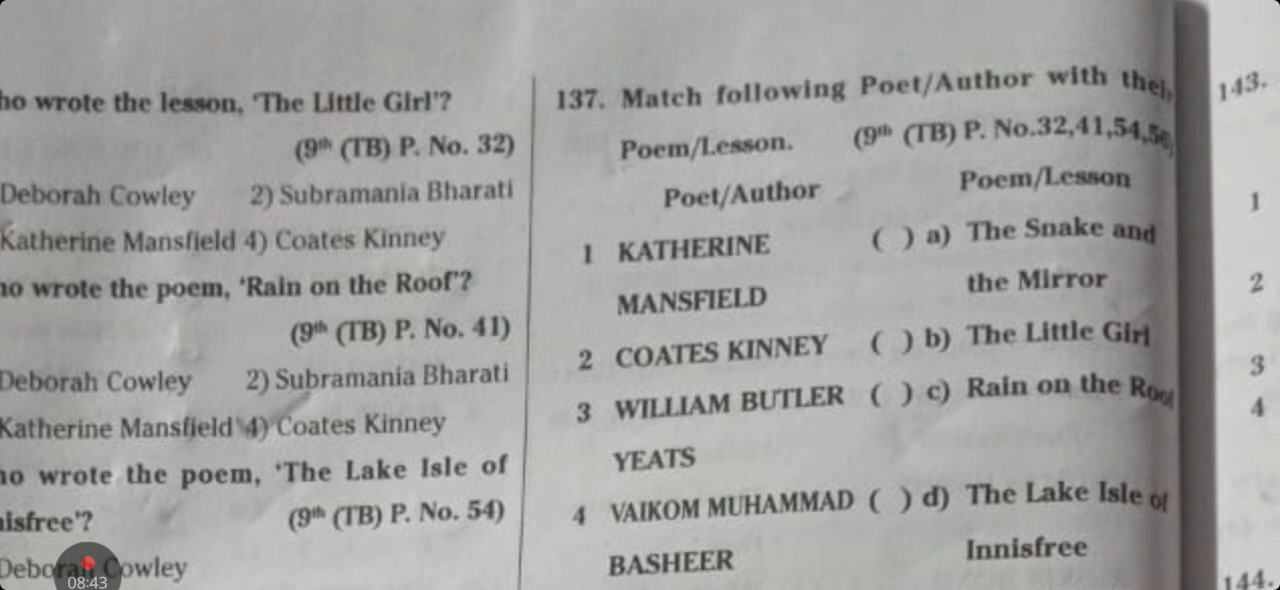 ho wrote the lesson, 'The Little Girl'?
(9th (TB) P. No. 32)
Deborah Cowley 2) Subramania Bharati
Katherine Mansfield 4) Coates Kinney
ho wrote the poem, 'Rain on the Roof'?
(9th (TB) P. No. 41)
Deborah Cowley 2) Subramania Bharati
Katherine Mansfield 4) Coates Kinney
ho wrote the poem, 'The Lake Isle of
nisfree'?
(9th (TB) P. No. 54)
Deborah Cowley
08:43
137. Match following Poet/Author with their
Poem/Lesson. (9th (TB) P. No.32,41,54,56)
Poet/Author Poem/Lesson
1 KATHERINE ( ) a) The Snake and
MANSFIELD the Mirror
2 COATES KINNEY ( ) b) The Little Girl
3 WILLIAM BUTLER ( ) c) Rain on the Roof
YEATS
4 VAIKOM MUHAMMAD ( ) d) The Lake Isle of
BASHEER Innisfree
143.
1
2
3
4
144.